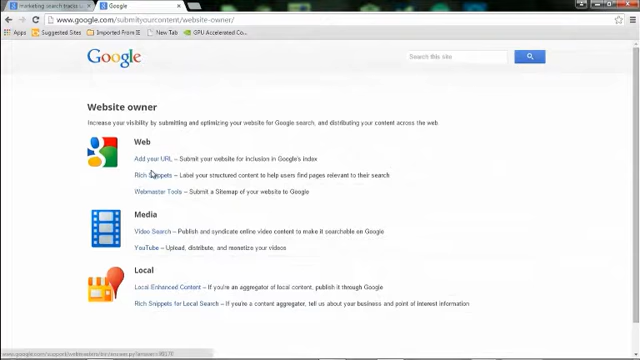 marketing search tracks
Google
www.google.com/submityourcontent/website-owner/
Apps
Suggested Sites
Imported From IE
New Tab
GPU Accelerated Co...
Google
Search this site
Website owner
Increase your visibility by submitting and optimizing your website for Google search, and distributing your content across the web
Web
Add your URL – Submit your website for inclusion in Google's index
Rich Snippets – Label your structured content to help users find pages relevant to their search
Webmaster Tools – Submit a Sitemap of your website to Google
Media
Video Search – Publish and syndicate online video content to make it searchable on Google
YouTube – Upload, distribute, and monetize your videos
Local
Local Enhanced Content – If you're an aggregator of local content, publish it through Google
Rich Snippets for Local Search – If you're a content aggregator, tell us about your business and point of interest information